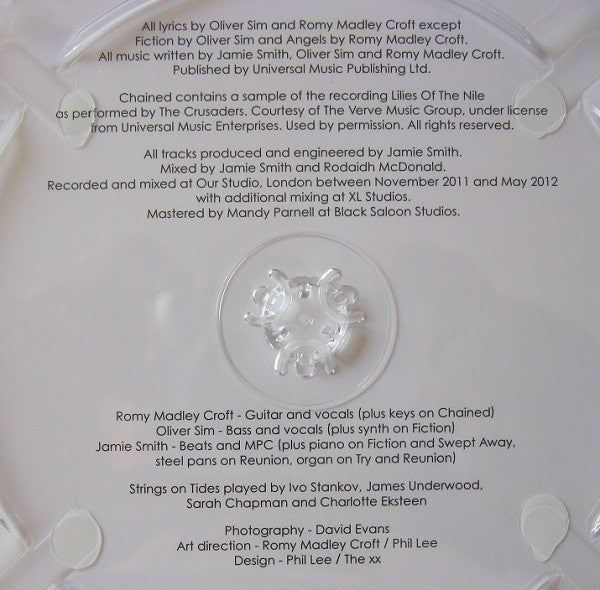 All lyrics by Oliver Sim and Romy Madley Croft except
Fiction by Oliver Sim and Angels by Romy Madley Croft.
All music written by Jamie Smith, Oliver Sim and Romy Madley Croft.
Published by Universal Music Publishing Ltd.
Chained contains a sample of the recording Lilies Of The Nile
as performed by The Crusaders. Courtesy of The Verve Music Group, under license
from Universal Music Enterprises. Used by permission. All rights reserved.
All tracks produced and engineered by Jamie Smith.
Mixed by Jamie Smith and Rodaidh McDonald.
Recorded and mixed at Our Studio, London between November 2011 and May 2012
with additional mixing at XL Studios.
Mastered by Mandy Parnell at Black Saloon Studios.
Romy Madley Croft - Guitar and vocals (plus keys on Chained)
Oliver Sim - Bass and vocals (plus synth on Fiction)
Jamie Smith - Beats and MPC (plus piano on Fiction and Swept Away,
steel pans on Reunion, organ on Try and Reunion)
Strings on Tides played by Ivo Stankov, James Underwood,
Sarah Chapman and Charlotte Eksteen
Photography - David Evans
Art direction - Romy Madley Croft / Phil Lee
Design - Phil Lee / The xx